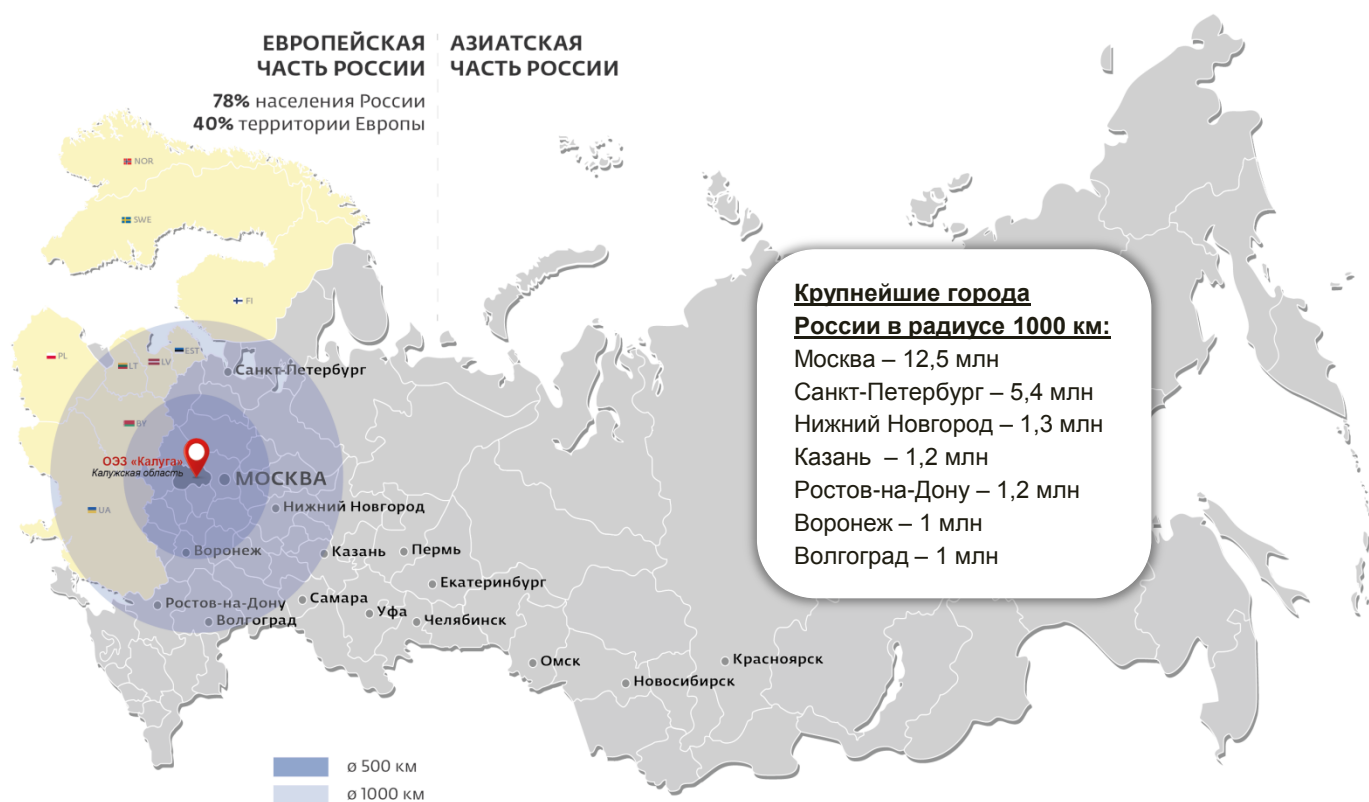 ЕВРОПЕЙСКАЯ
ЧАСТЬ РОССИИ
78% населения России
40% территории Европы
АЗИАТСКАЯ
ЧАСТЬ РОССИИ
NOR
SWE
FI
PL
LT
LV
EST
BY
UA
Санкт-Петербург
ОЭЗ «Калуга»
Калужская область
МОСКВА
Нижний Новгород
Воронеж
Казань
Пермь
Екатеринбург
Ростов-на-Дону
Самара
Уфа
Волгоград
Челябинск
Омск
Новосибирск
Красноярск
Крупнейшие города
России в радиусе 1000 км:
Москва – 12,5 млн
Санкт-Петербург – 5,4 млн
Нижний Новгород – 1,3 млн
Казань – 1,2 млн
Ростов-на-Дону – 1,2 млн
Воронеж – 1 млн
Волгоград – 1 млн
ø 500 км
ø 1000 км